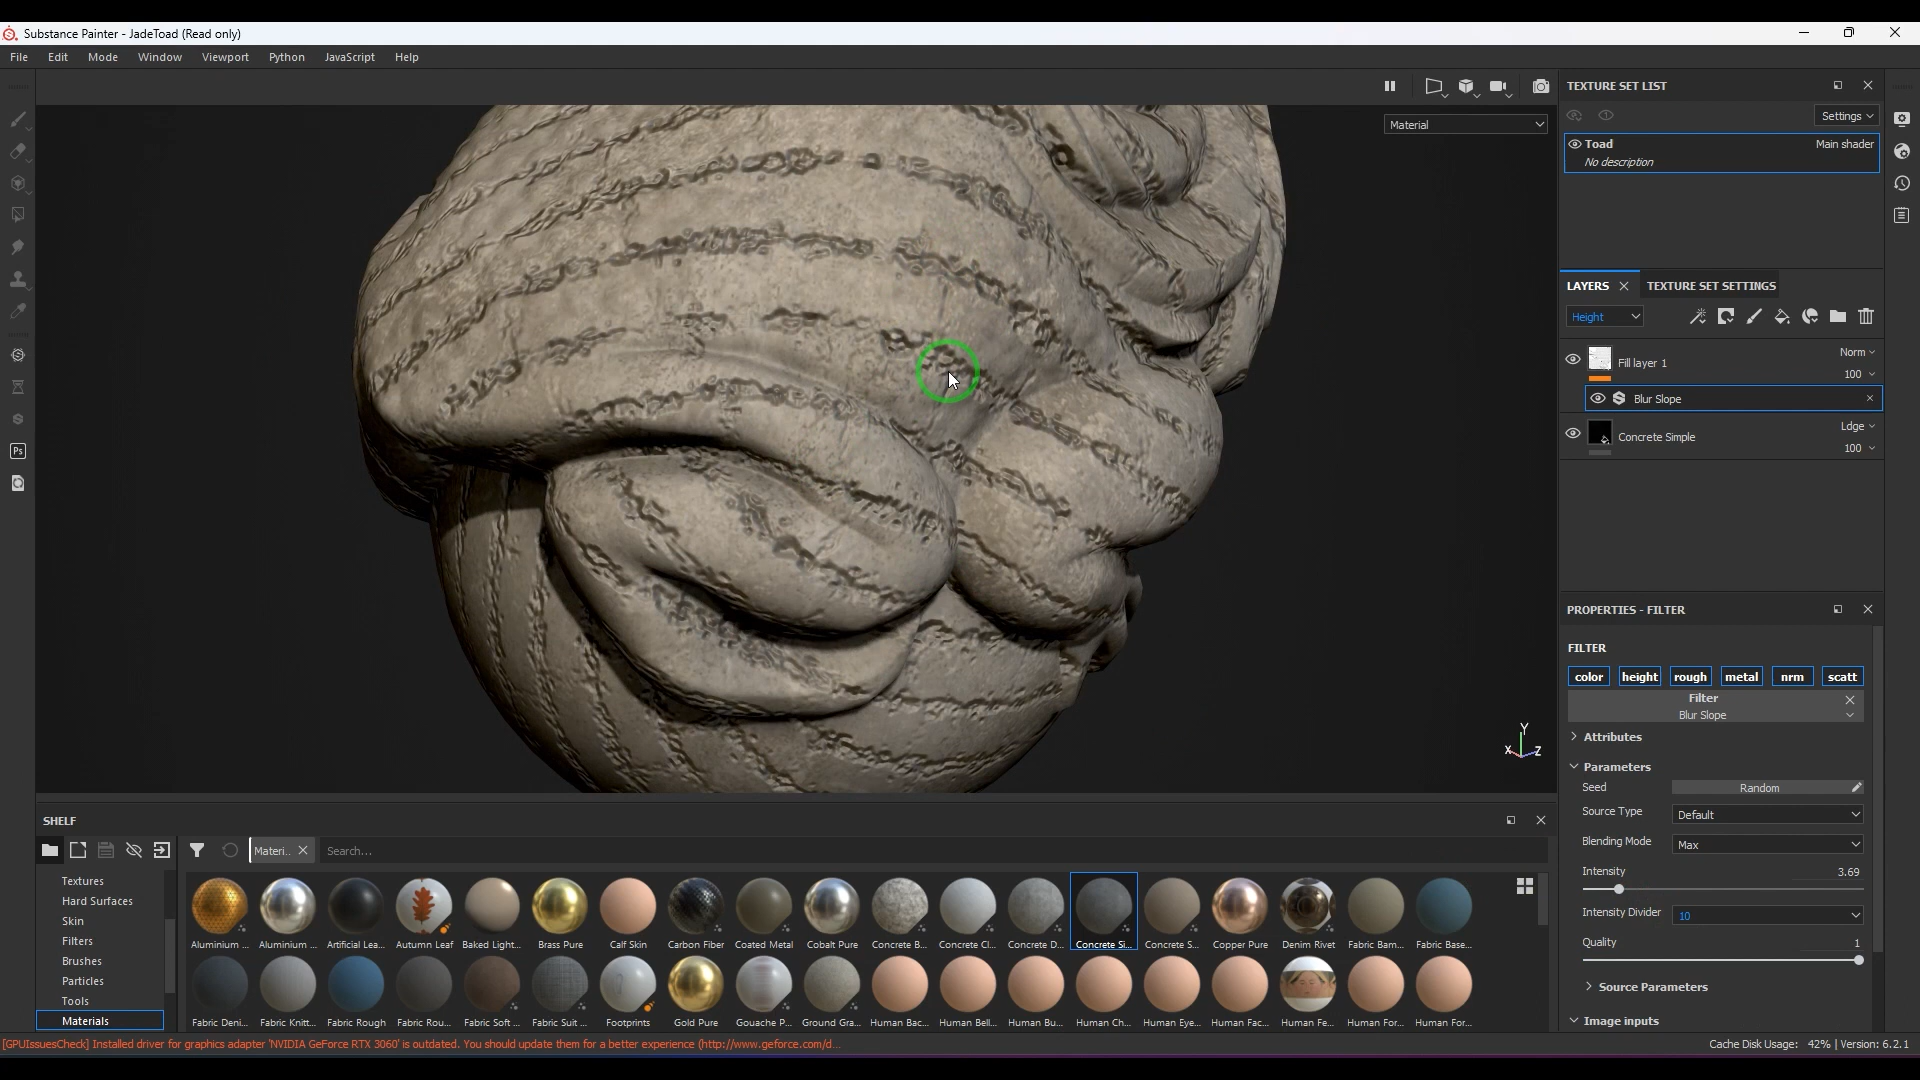 Substance Painter - JadeToad (Read only)
File Edit Mode Window Viewport Python JavaScript Help
Material
TEXTURE SET LIST
Settings
Toad Main shader
No description
LAYERS TEXTURE SET SETTINGS
Height
Fill layer 1 Norm
100
Blur Slope
Concrete Simple Ldge
100
X Y Z
PROPERTIES - FILTER
FILTER
color height rough metal nrm scatt
Filter
Blur Slope
Attributes
Parameters
Seed Random
Source Type Default
Blending Mode Max
Intensity 3.69
Intensity Divider 10
Quality 1
Source Parameters
Image inputs
SHELF
Materi.. Search...
Textures
Hard Surfaces
Skin
Filters
Brushes
Particles
Tools
Materials
Aluminium ... Aluminium ... Artificial Lea... Autumn Leaf Baked Light... Brass Pure Calf Skin Carbon Fiber Coated Metal Cobalt Pure Concrete B... Concrete Cl... Concrete D... Concrete Si... Concrete S... Copper Pure Denim Rivet Fabric Bam... Fabric Base...
Fabric Deni... Fabric Knitt... Fabric Rough Fabric Rou... Fabric Soft ... Fabric Suit ... Footprints Gold Pure Gouache P... Ground Gra... Human Bac... Human Bell... Human Bu... Human Ch... Human Eye... Human Fac... Human Fe... Human For... Human For...
Ps
[GPUIssuesCheck] Installed driver for graphics adapter 'NVIDIA GeForce RTX 3060' is outdated. You should update them for a better experience (http://www.geforce.com/d...
Cache Disk Usage: 42% | Version: 6.2.1